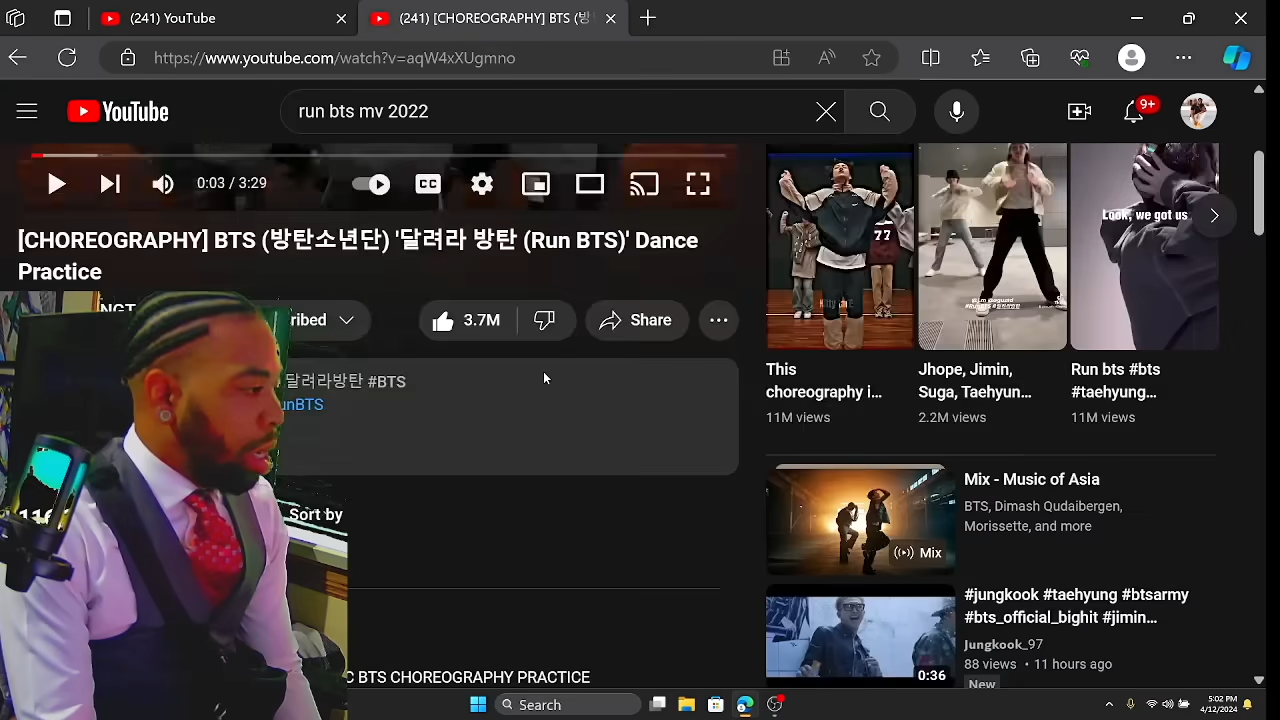 (241) YouTube
(241) [CHOREOGRAPHY] BTS (방
https://www.youtube.com/watch?v=aqW4xXUgmno
YouTube
run bts mv 2022
9+
0:03 / 3:29
CC
[CHOREOGRAPHY] BTS (방탄소년단) '달려라 방탄 (Run BTS)' Dance
Practice
3.7M
Share
달려라방탄 #BTS
unBTS
Sort by
BTS CHOREOGRAPHY PRACTICE
77
Look, we got us
This
choreography i...
11M views
Jhope, Jimin,
Suga, Taehyun...
2.2M views
Run bts #bts
#taehyung...
11M views
Mix
Mix - Music of Asia
BTS, Dimash Qudaibergen,
Morissette, and more
0:36
#jungkook #taehyung #btsarmy
#bts_official_bighit #jimin...
Jungkook_97
88 views • 11 hours ago
New
Search
5:02 PM
4/12/2024